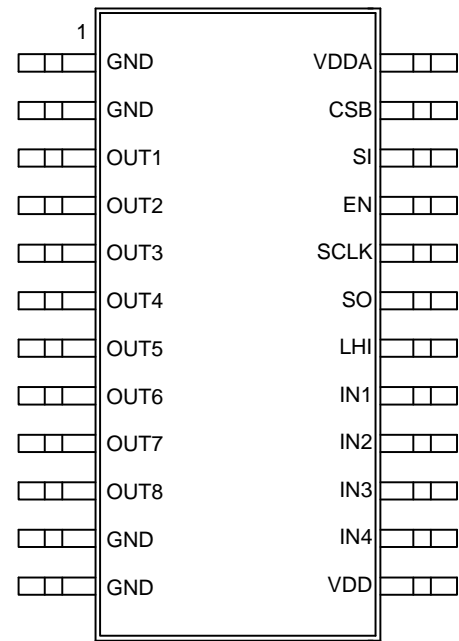 1
GND VDDA
GND CSB
OUT1 SI
OUT2 EN
OUT3 SCLK
OUT4 SO
OUT5 LHI
OUT6 IN1
OUT7 IN2
OUT8 IN3
GND IN4
GND VDD